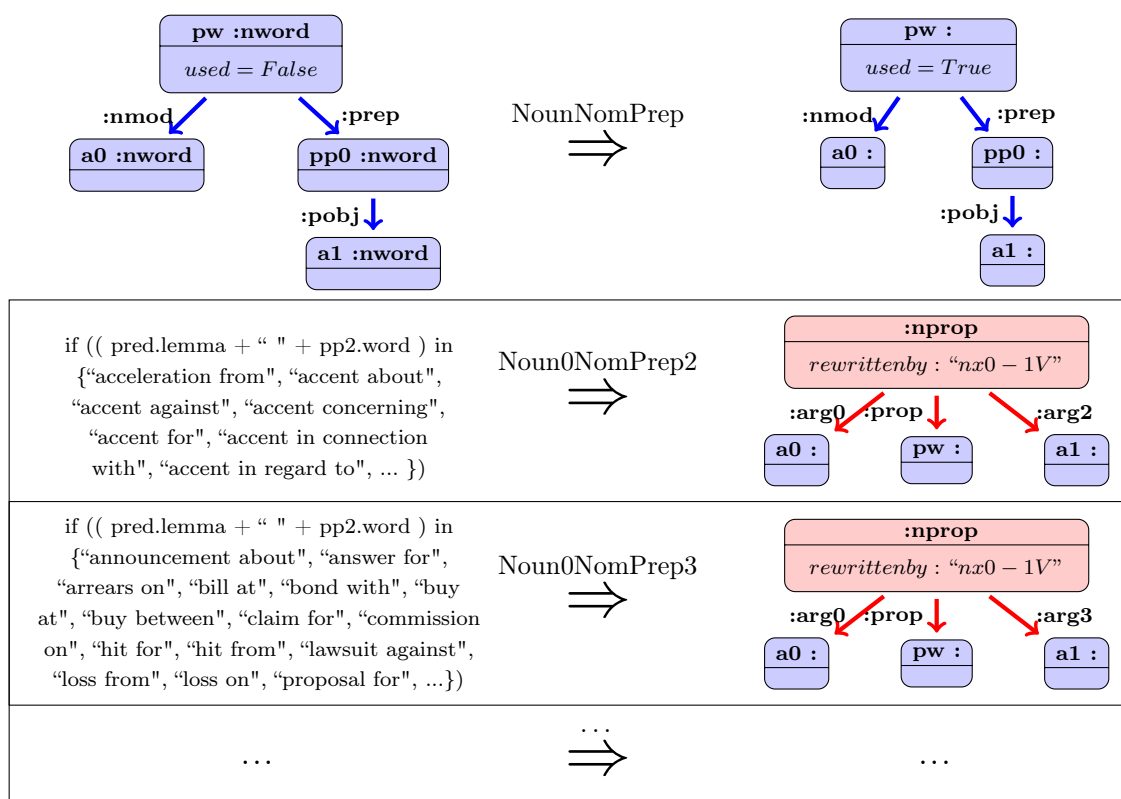 pw :nword
used = False
:nmod
:prep
a0 :nword
pp0 :nword
:pobj
a1 :nword
NounNomPrep
⇒
pw :
used = True
:nmod
:prep
a0 :
pp0 :
:pobj
a1 :
if (( pred.lemma + “ " + pp2.word ) in
{“acceleration from", “accent about",
“accent against", “accent concerning",
“accent for", “accent in connection
with", “accent in regard to", ... })
Noun0NomPrep2
⇒
:nprop
rewrittenby : “nx0 − 1V”
:arg0
:prop
:arg2
a0 :
pw :
a1 :
if (( pred.lemma + “ " + pp2.word ) in
{“announcement about", “answer for",
“arrears on", “bill at", “bond with", “buy
at", “buy between", “claim for", “commission
on", “hit for", “hit from", “lawsuit against",
“loss from", “loss on", “proposal for", ...})
Noun0NomPrep3
⇒
:nprop
rewrittenby : “nx0 − 1V”
:arg0
:prop
:arg3
a0 :
pw :
a1 :
...
...
⇒
...